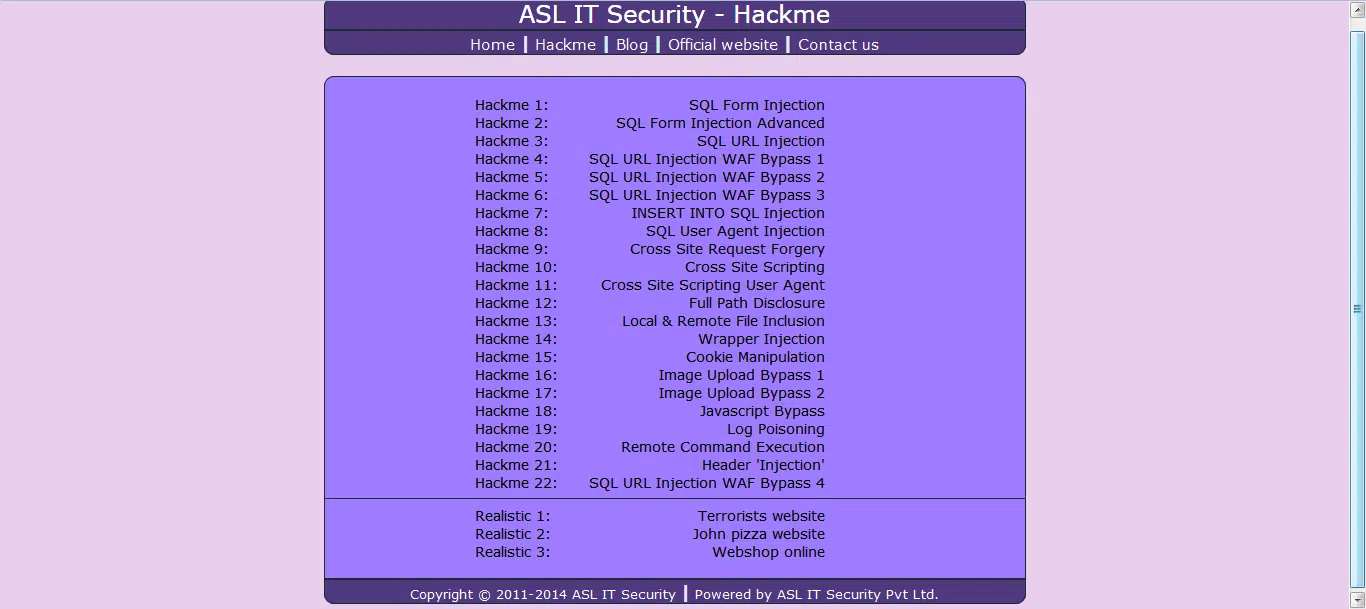 ASL IT Security - Hackme
Home | Hackme | Blog | Official website | Contact us
Hackme 1: SQL Form Injection
Hackme 2: SQL Form Injection Advanced
Hackme 3: SQL URL Injection
Hackme 4: SQL URL Injection WAF Bypass 1
Hackme 5: SQL URL Injection WAF Bypass 2
Hackme 6: SQL URL Injection WAF Bypass 3
Hackme 7: INSERT INTO SQL Injection
Hackme 8: SQL User Agent Injection
Hackme 9: Cross Site Request Forgery
Hackme 10: Cross Site Scripting
Hackme 11: Cross Site Scripting User Agent
Hackme 12: Full Path Disclosure
Hackme 13: Local & Remote File Inclusion
Hackme 14: Wrapper Injection
Hackme 15: Cookie Manipulation
Hackme 16: Image Upload Bypass 1
Hackme 17: Image Upload Bypass 2
Hackme 18: Javascript Bypass
Hackme 19: Log Poisoning
Hackme 20: Remote Command Execution
Hackme 21: Header 'Injection'
Hackme 22: SQL URL Injection WAF Bypass 4
Realistic 1: Terrorists website
Realistic 2: John pizza website
Realistic 3: Webshop online
Copyright © 2011-2014 ASL IT Security | Powered by ASL IT Security Pvt Ltd.